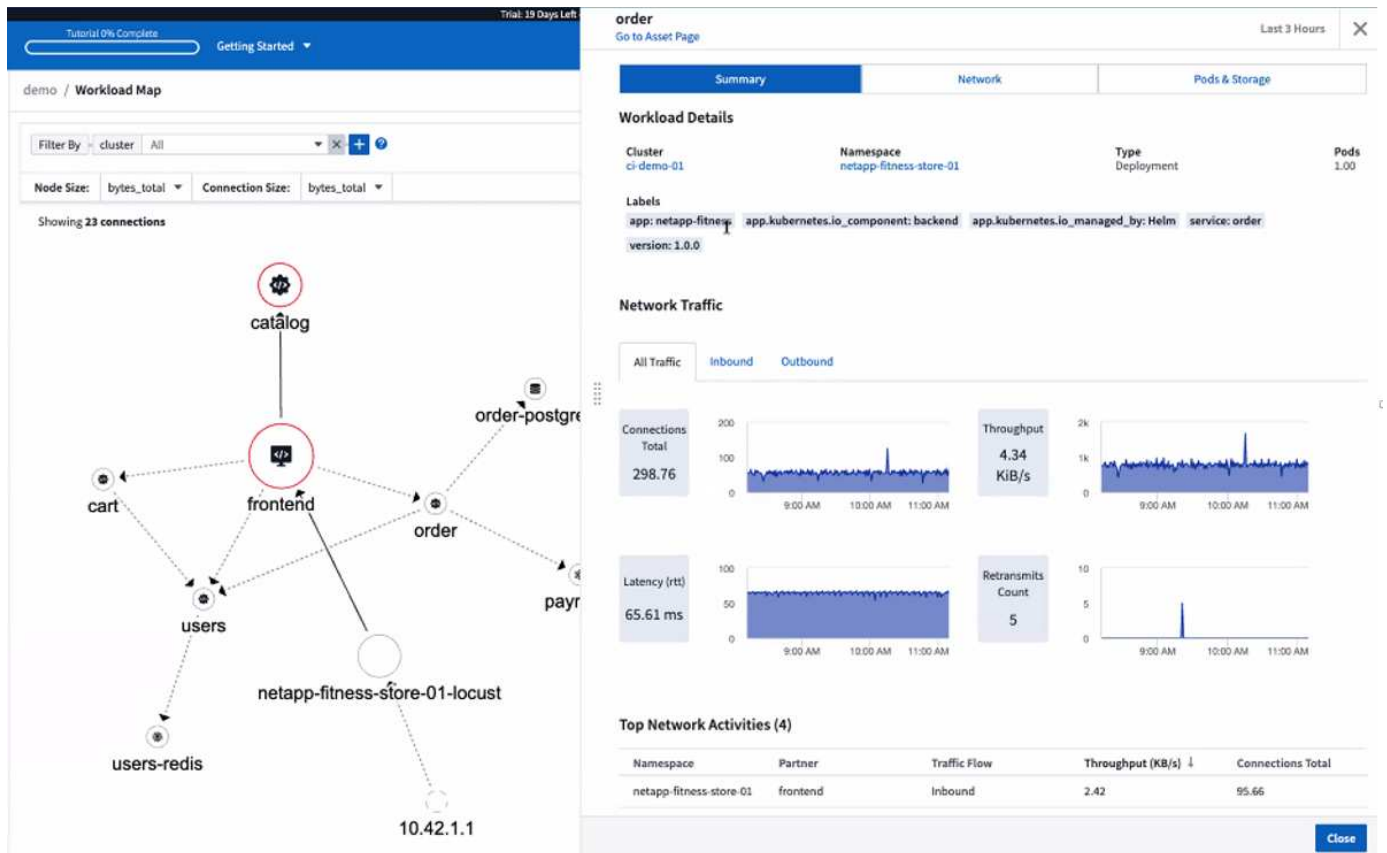 Trial: 19 Days Left
Tutorial 0% Complete
Getting Started
demo / Workload Map
Filter By
cluster
All
Node Size:
bytes_total
Connection Size:
bytes_total
Showing 23 connections
catalog
order-postgre
cart
frontend
order
users
payr
netapp-fitness-store-01-locust
users-redis
10.42.1.1
order
Go to Asset Page
Last 3 Hours
Summary
Network
Pods & Storage
Workload Details
Cluster
Namespace
Type
Pods
ci-demo-01
netapp-fitness-store-01
Deployment
1.00
Labels
app: netapp-fitness
app.kubernetes.io_component: backend
app.kubernetes.io_managed_by: Helm
service: order
version: 1.0.0
Network Traffic
All Traffic
Inbound
Outbound
Connections
Total
298.76
200
100
0
9:00 AM
10:00 AM
11:00 AM
Throughput
4.34
KiB/s
2k
1k
0
9:00 AM
10:00 AM
11:00 AM
Latency (rtt)
65.61 ms
100
50
0
9:00 AM
10:00 AM
11:00 AM
Retransmits
Count
5
10
5
0
9:00 AM
10:00 AM
11:00 AM
Top Network Activities (4)
Namespace
Partner
Traffic Flow
Throughput (KB/s)
Connections Total
netapp-fitness-store-01
frontend
Inbound
2.42
95.66
Close